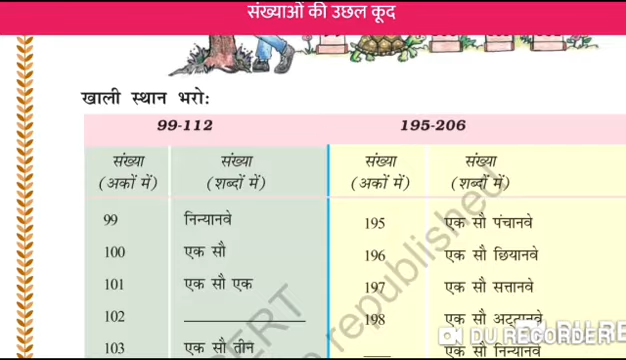 संख्याओं की उछल कूद
खाली स्थान भरो:
99-112 195-206
संख्या संख्या संख्या संख्या
(अकों में) (शब्दों में) (अकों में) (शब्दों में)
99 निन्यानवे 195 एक सौ पंचानवे
100 एक सौ 196 एक सौ छियानवे
101 एक सौ एक 197 एक सौ सत्तानवे
102 198 एक सौ अट्ठानवे
103 एक सौ तीन एक सौ निन्यानवे
republished
DU RECORDER